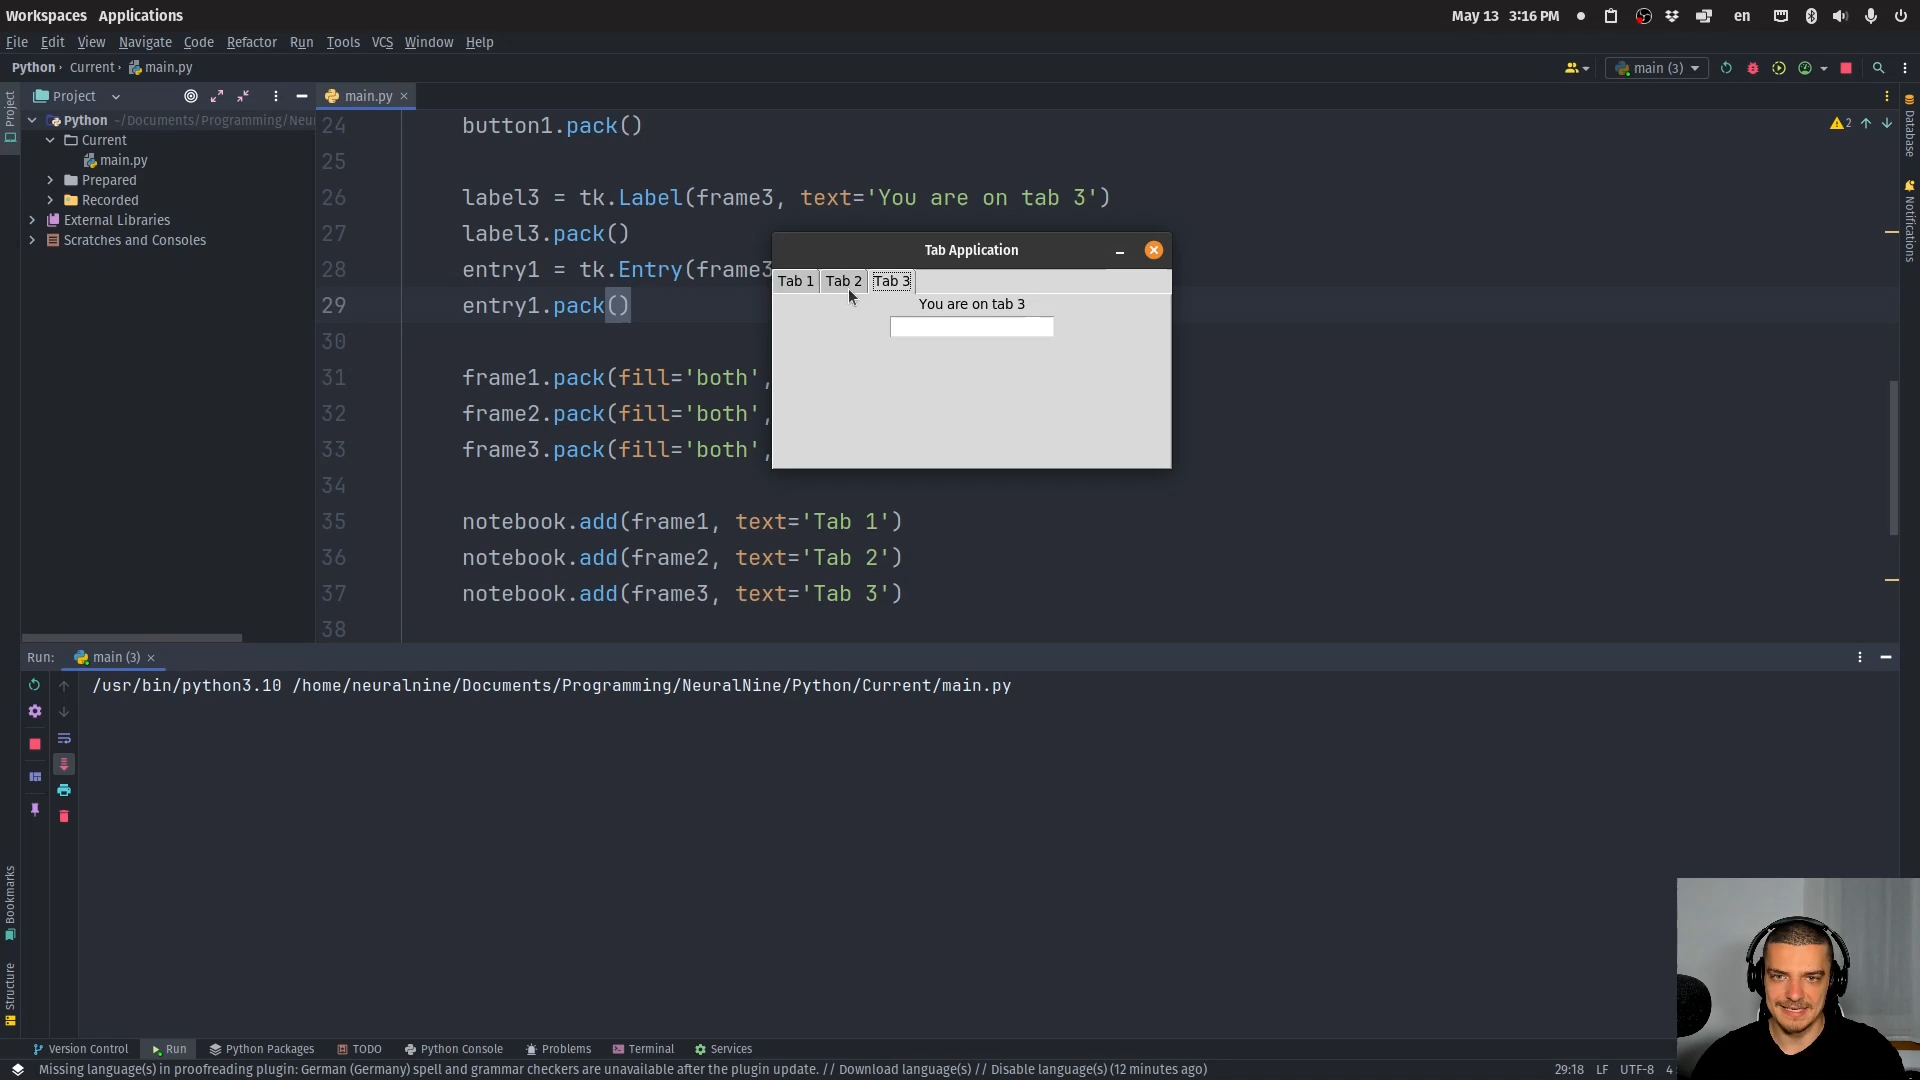 Workspaces Applications
May 13 3:16 PM
en
File Edit View Navigate Code Refactor Run Tools VCS Window Help
Python › Current › main.py
main (3)
Project
main.py
2
Python ~/Documents/Programming/Neu
Current
main.py
Prepared
Recorded
External Libraries
Scratches and Consoles
24 button1.pack()
25
26 label3 = tk.Label(frame3, text='You are on tab 3')
27 label3.pack()
28 entry1 = tk.Entry(frame3
29 entry1.pack()
30
31 frame1.pack(fill='both',
32 frame2.pack(fill='both',
33 frame3.pack(fill='both',
34
35 notebook.add(frame1, text='Tab 1')
36 notebook.add(frame2, text='Tab 2')
37 notebook.add(frame3, text='Tab 3')
38
Tab Application
Tab 1 Tab 2 Tab 3
You are on tab 3
Project
Bookmarks
Structure
Database
Notifications
Run: main (3)
/usr/bin/python3.10 /home/neuralnine/Documents/Programming/NeuralNine/Python/Current/main.py
Version Control Run Python Packages TODO Python Console Problems Terminal Services
Missing language(s) in proofreading plugin: German (Germany) spell and grammar checkers are unavailable after the plugin update. // Download language(s) // Disable language(s) (12 minutes ago)
29:18 LF UTF-8 4